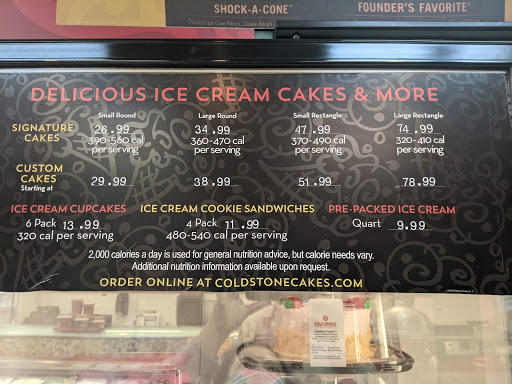 SHOCK-A-CONE™
FOUNDER'S FAVORITE™
DELICIOUS ICE CREAM CAKES & MORE
Small Round Large Round Small Rectangle Large Rectangle
SIGNATURE CAKES 26.99 34.99 47.99 74.99
390-560 cal per serving 360-470 cal per serving 370-490 cal per serving 320-410 cal per serving
CUSTOM CAKES
Starting at 29.99 38.99 51.99 78.99
ICE CREAM CUPCAKES ICE CREAM COOKIE SANDWICHES PRE-PACKED ICE CREAM
6 Pack 13.99 4 Pack 11.99 Quart 9.99
320 cal per serving 480-540 cal per serving
2,000 calories a day is used for general nutrition advice, but calorie needs vary.
Additional nutrition information available upon request.
ORDER ONLINE AT COLDSTONECAKES.COM